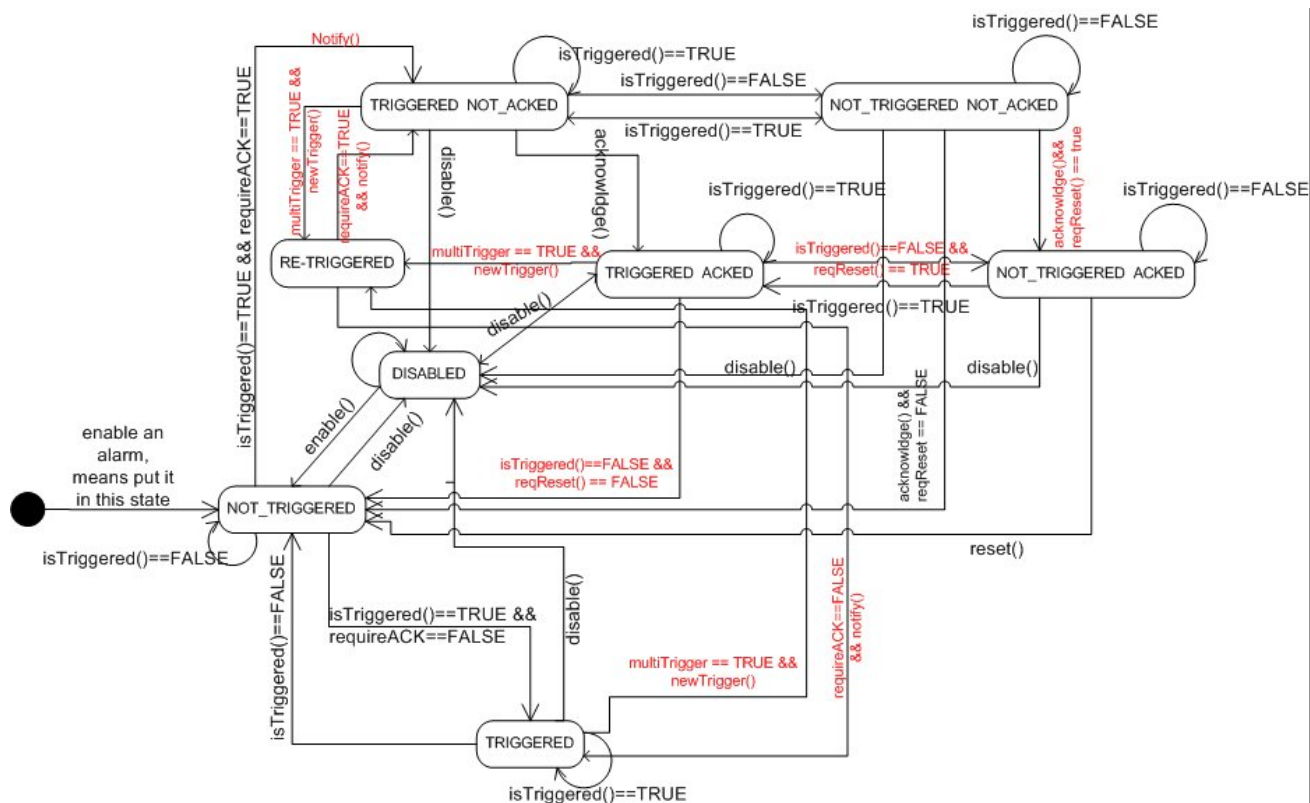 isTriggered()==FALSE
Notify()
isTriggered()==TRUE
isTriggered()==FALSE
TRIGGERED NOT_ACKED
NOT_TRIGGERED NOT_ACKED
isTriggered()==TRUE
isTriggered()==TRUE && requireACK==TRUE
multiTrigger == TRUE &&
newTrigger()
requireACK==TRUE
&& notify()
disable()
acknowldge()
acknowldge()&&
reqReset() == true
isTriggered()==TRUE
isTriggered()==FALSE
RE-TRIGGERED
multiTrigger == TRUE &&
newTrigger()
TRIGGERED ACKED
isTriggered()==FALSE &&
reqReset() == TRUE
NOT_TRIGGERED ACKED
isTriggered()==TRUE
disable()
DISABLED
disable()
disable()
enable()
disable()
acknowldge() &&
reqReset == FALSE
enable an
alarm,
means put it
in this state
isTriggered()==FALSE &&
reqReset() == FALSE
NOT_TRIGGERED
isTriggered()==FALSE
reset()
isTriggered()==FALSE
isTriggered()==TRUE &&
requireACK==FALSE
disable()
multiTrigger == TRUE &&
newTrigger()
requireACK==FALSE
&& notify()
TRIGGERED
isTriggered()==TRUE